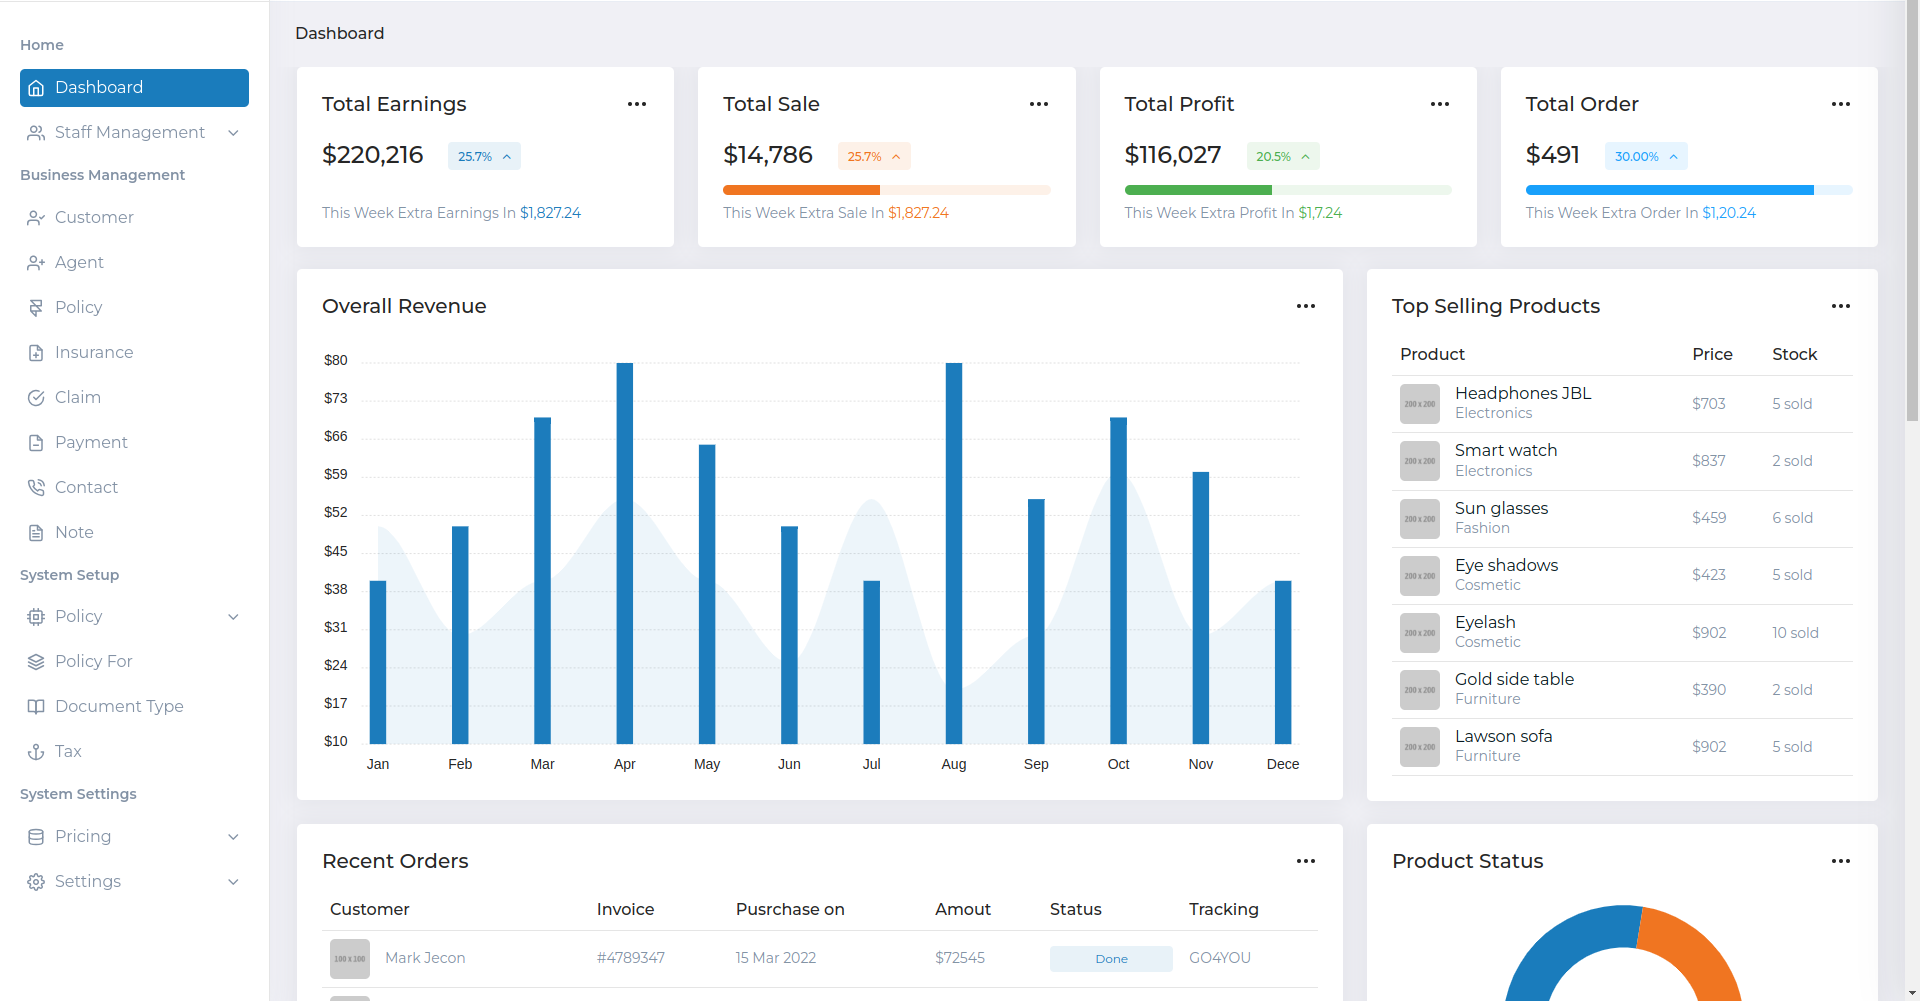 Home
Dashboard
Staff Management
Business Management
Customer
Agent
Policy
Insurance
Claim
Payment
Contact
Note
System Setup
Policy
Policy For
Document Type
Tax
System Settings
Pricing
Settings
Dashboard
Total Earnings
$220,216 25.7%
This Week Extra Earnings In $1,827.24
Total Sale
$14,786 25.7%
This Week Extra Sale In $1,827.24
Total Profit
$116,027 20.5%
This Week Extra Profit In $1,7.24
Total Order
$491 30.00%
This Week Extra Order In $1,20.24
Overall Revenue
$80
$73
$66
$59
$52
$45
$38
$31
$24
$17
$10
Jan Feb Mar Apr May Jun Jul Aug Sep Oct Nov Dece
Top Selling Products
Product Price Stock
200 x 200 Headphones JBL $703 5 sold
Electronics
200 x 200 Smart watch $837 2 sold
Electronics
200 x 200 Sun glasses $459 6 sold
Fashion
200 x 200 Eye shadows $423 5 sold
Cosmetic
200 x 200 Eyelash $902 10 sold
Cosmetic
200 x 200 Gold side table $390 2 sold
Furniture
200 x 200 Lawson sofa $902 5 sold
Furniture
Recent Orders
Customer Invoice Pusrchase on Amout Status Tracking
100 x 100 Mark Jecon #4789347 15 Mar 2022 $72545 Done GO4YOU
Product Status